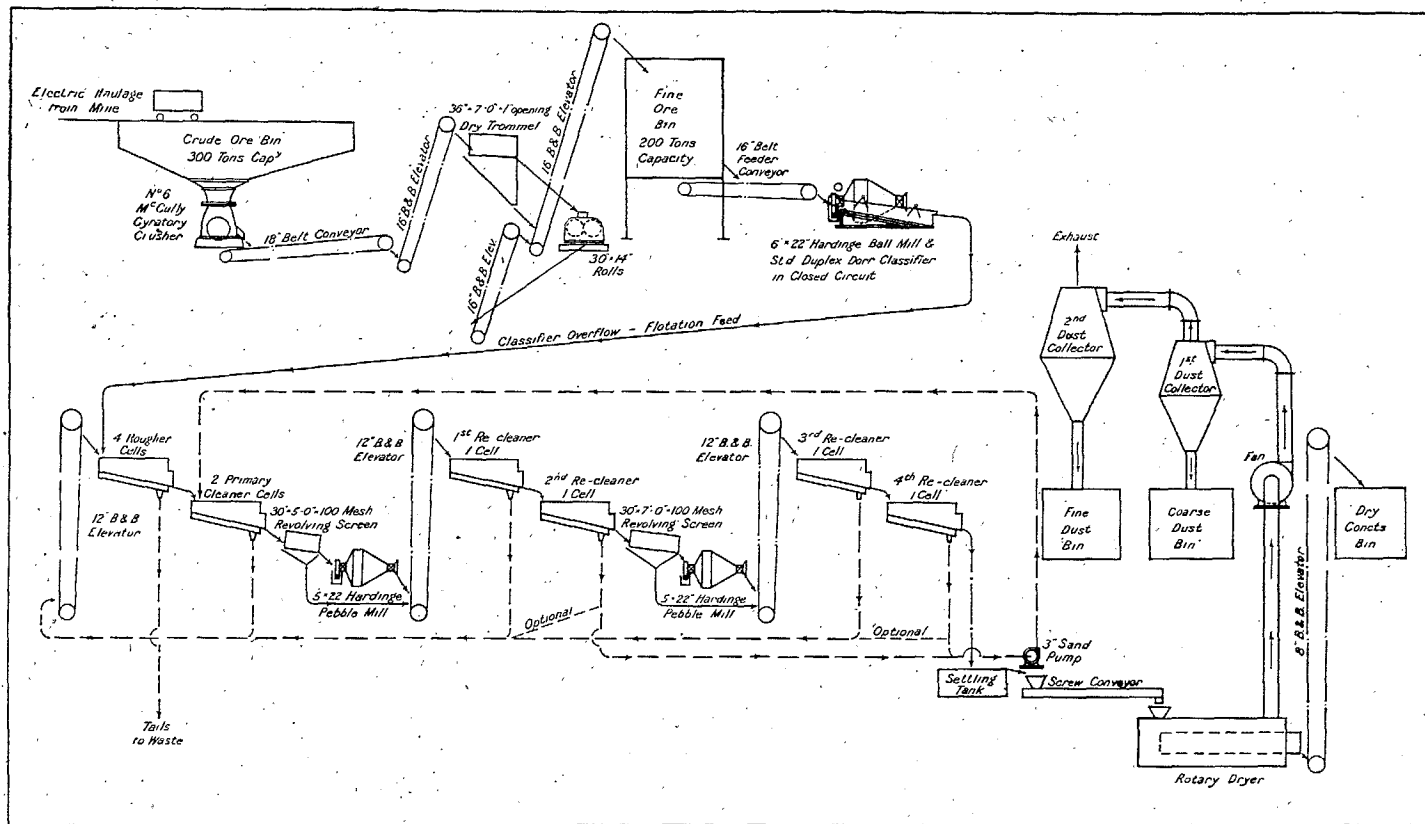 Electric Haulage
from Mine
Crude Ore Bin
300 Tons Capy
No 6
McCully
Gyratory
Crusher
18" Belt Conveyor
16" B & B Elevator
36" × 7'-0" - 1" opening
Dry Trommel
16" B & B Elevator
16" B & B Elev.
30" × 14"
Rolls
Fine
Ore
Bin
200 Tons
Capacity
16" Belt
Feeder
Conveyor
6' × 22" Hardinge Ball Mill &
Std Duplex Dorr Classifier
in Closed Circuit
Classifier Overflow - Flotation Feed
Exhaust
2nd
Dust
Collector
1st
Dust
Collector
4 Rougher
Cells
12" B & B
Elevator
2 Primary
Cleaner Cells
30" × 5'-0" - 100 Mesh
Revolving Screen
5' × 22" Hardinge
Pebble Mill
12" B & B
Elevator
1st Re-cleaner
1 Cell
2nd Re-cleaner
1 Cell
30" × 7'-0" - 100 Mesh
Revolving Screen
5' × 22" Hardinge
Pebble Mill
12" B. & B.
Elevator
3rd Re-cleaner
1 Cell
4th Re-cleaner
1 Cell
Fan
Fine
Dust
Bin
Coarse
Dust
Bin
Dry
Concts
Bin
8" B. & B. Elevator
Optional
Optional
3" Sand
Pump
Settling
Tank
Screw Conveyor
Tails
to Waste
Rotary Dryer